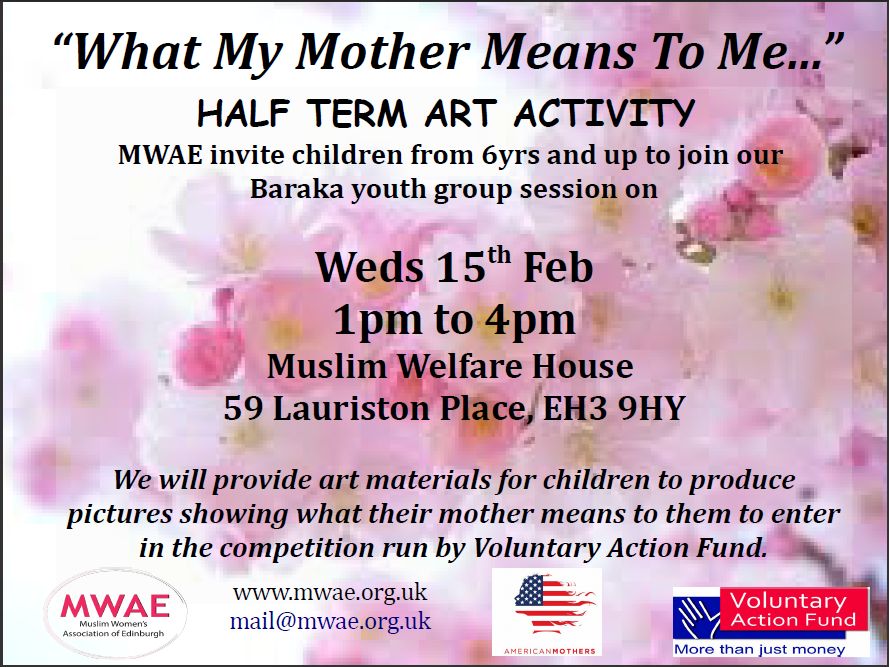 “What My Mother Means To Me...”
HALF TERM ART ACTIVITY
MWAE invite children from 6yrs and up to join our
Baraka youth group session on
Weds 15th Feb
1pm to 4pm
Muslim Welfare House
59 Lauriston Place, EH3 9HY
We will provide art materials for children to produce
pictures showing what their mother means to them to enter
in the competition run by Voluntary Action Fund.
MWAE
Muslim Women's
Association of Edinburgh
www.mwae.org.uk
mail@mwae.org.uk
AMERICANMOTHERS
Voluntary
Action Fund
More than just money